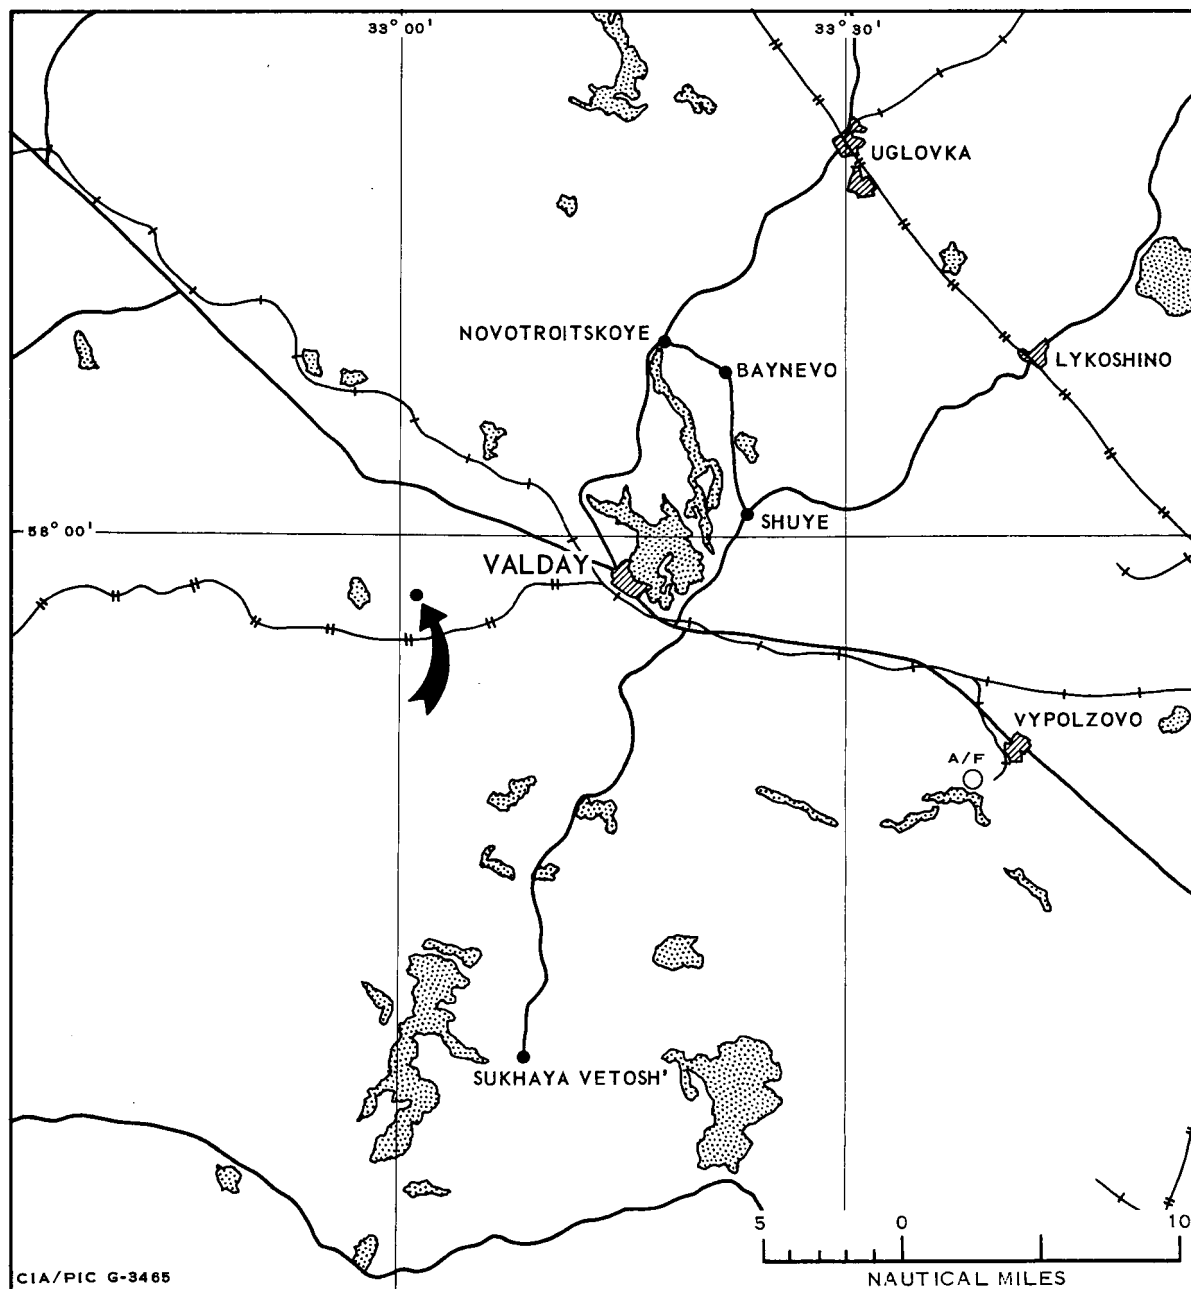 33° 00'
33° 30'
UGLOVKA
NOVOTROITSKOYE
BAYNEVO
LYKOSHINO
SHUYE
58° 00'
VALDAY
VYPOLZOVO
A/F
SUKHAYA VETOSH'
5 0 10
NAUTICAL MILES
CIA/PIC G-3465